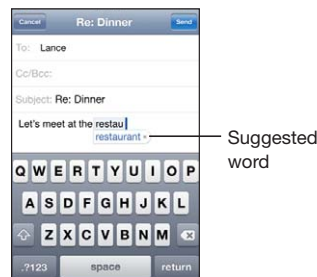 Cancel Re: Dinner Send
To: Lance
Cc/Bcc:
Subject: Re: Dinner
Let's meet at the restau
restaurant ×
Suggested
word
Q W E R T Y U I O P
A S D F G H J K L
Z X C V B N M
.?123 space return